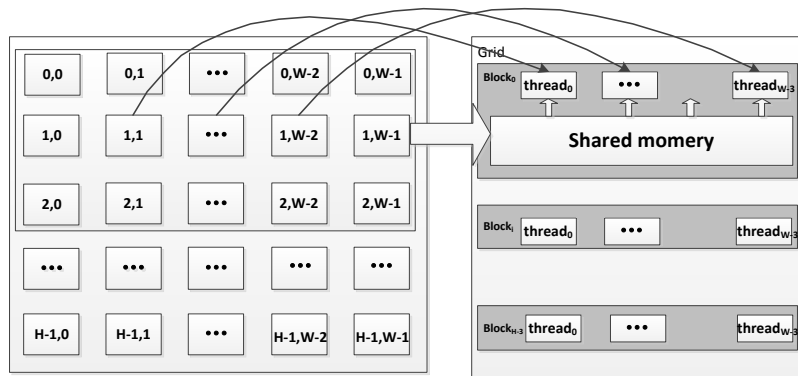 0,0 0,1 ••• 0,W-2 0,W-1
1,0 1,1 ••• 1,W-2 1,W-1
2,0 2,1 ••• 2,W-2 2,W-1
••• ••• ••• ••• •••
H-1,0 H-1,1 ••• H-1,W-2 H-1,W-1
Grid
Block0 thread0 ••• threadW-3
Shared momery
Blocki thread0 ••• threadW-3
BlockH-3 thread0 ••• threadW-3